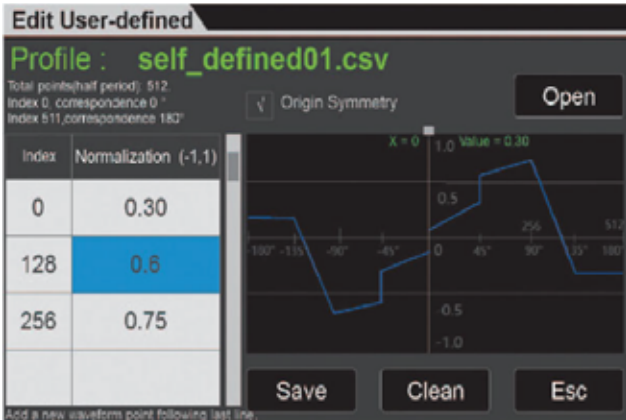 Edit User-defined
Profile : self_defined01.csv
Total points(half period): 512.
Index 0, correspondence 0 °
Index 511,correspondence 180°
√ Origin Symmetry
Open
Index Normalization (-1,1)
0 0.30
128 0.6
256 0.75
X = 0 1.0 Value = 0.30
0.5
256 512
-180° -135 -90° -45° 0 45° 90° 135° 180°
-0.5
-1.0
Save Clean Esc
Add a new waveform point following last line.